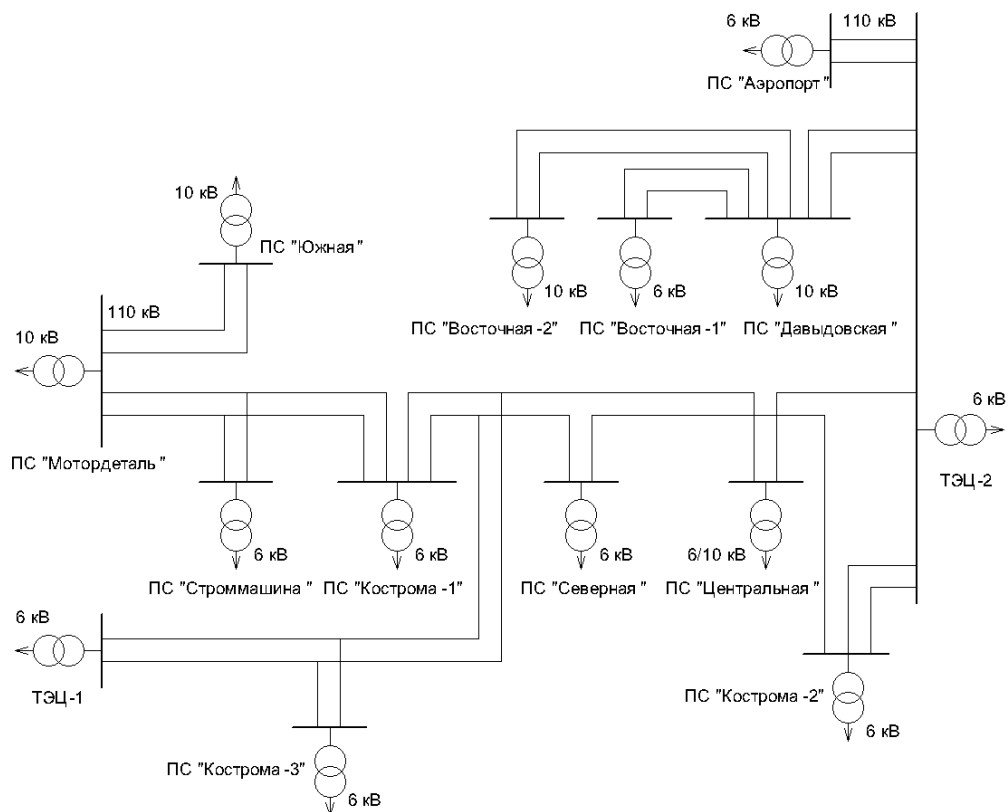 6 кВ
110 кВ
ПС "Аэропорт"
10 кВ
ПС "Южная"
110 кВ
10 кВ
6 кВ
10 кВ
ПС "Восточная -2"
ПС "Восточная -1"
ПС "Давыдовская "
10 кВ
6 кВ
ПС "Мотордеталь "
ТЭЦ-2
6 кВ
6 кВ
6 кВ
6/10 кВ
ПС "Строммашина "
ПС "Кострома -1"
ПС "Северная "
ПС "Центральная "
6 кВ
ТЭЦ-1
ПС "Кострома -2"
6 кВ
ПС "Кострома -3"
6 кВ